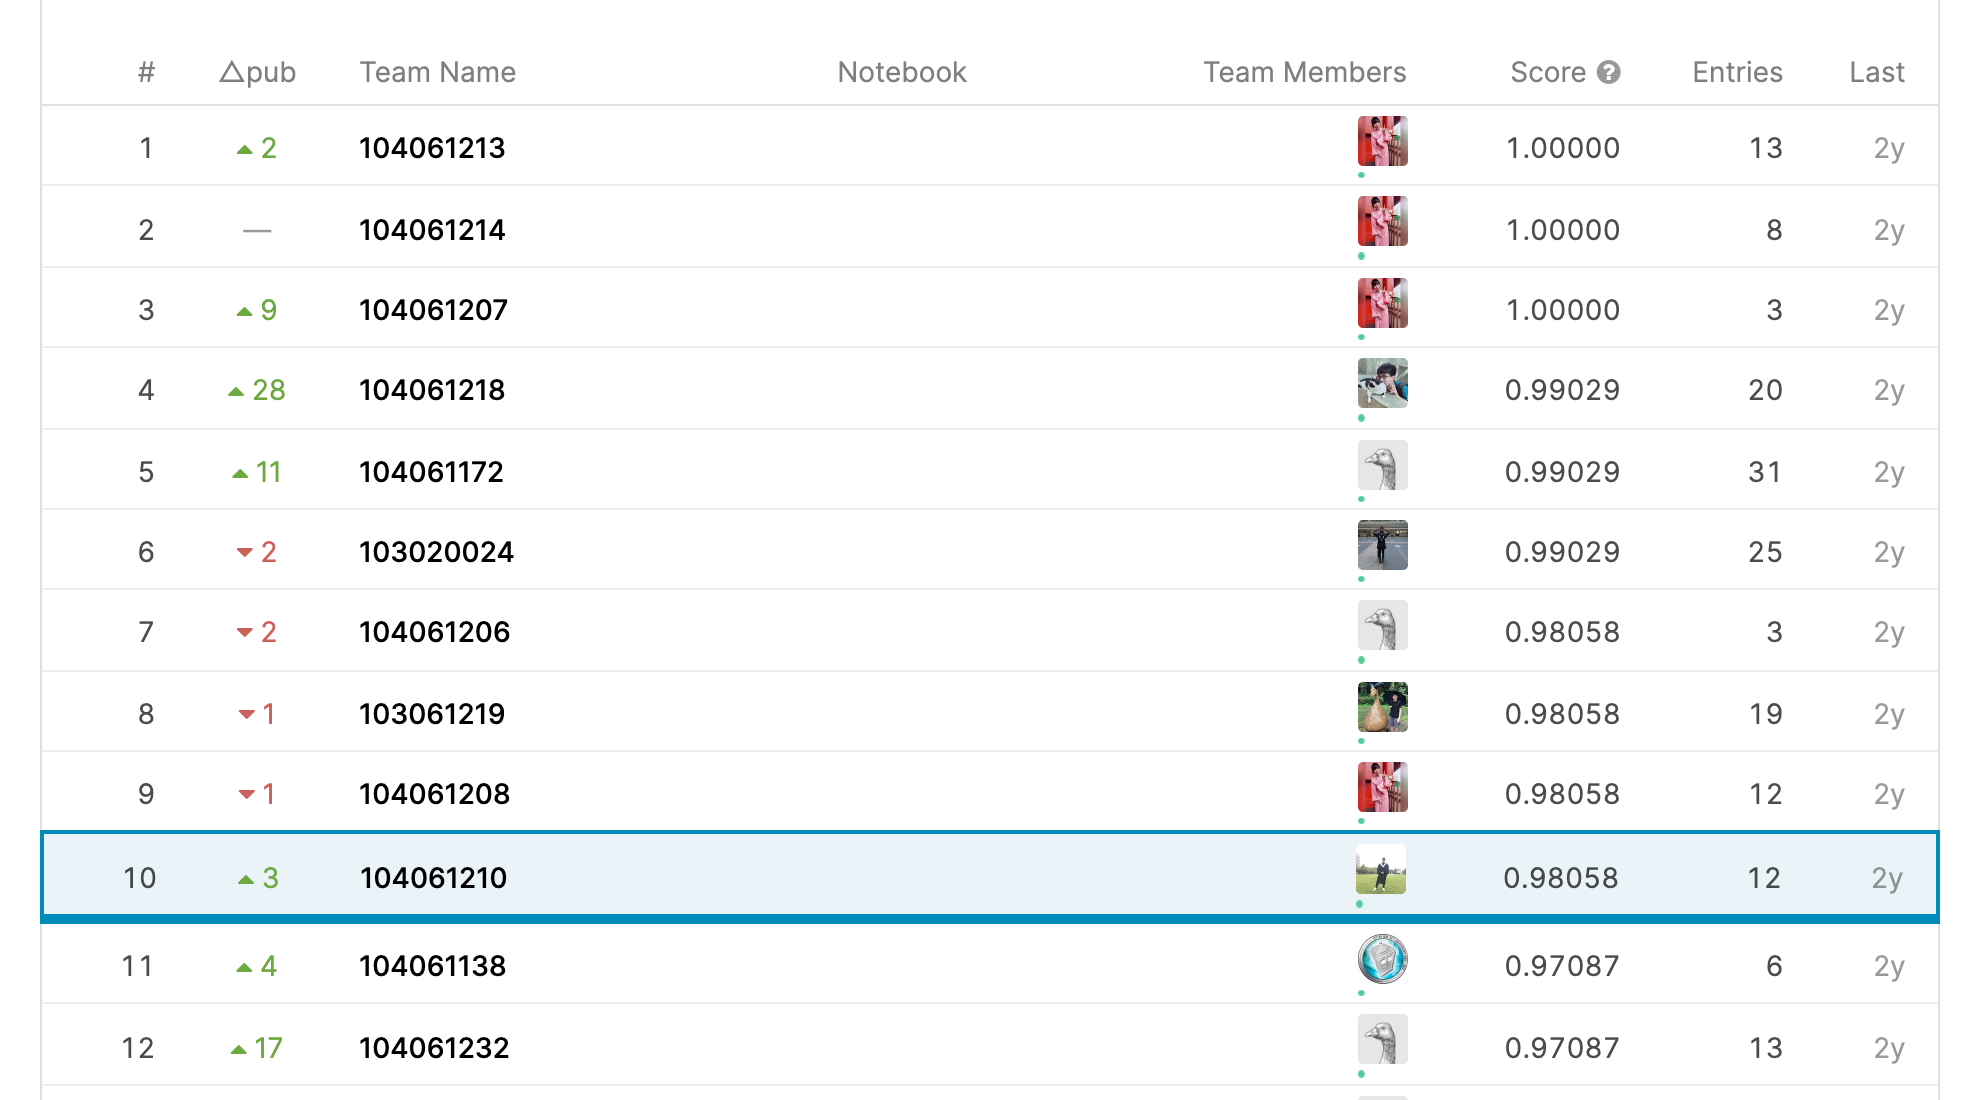 # △pub Team Name Notebook Team Members Score ? Entries Last
1 ▲ 2 104061213 1.00000 13 2y
2 — 104061214 1.00000 8 2y
3 ▲ 9 104061207 1.00000 3 2y
4 ▲ 28 104061218 0.99029 20 2y
5 ▲ 11 104061172 0.99029 31 2y
6 ▼ 2 103020024 0.99029 25 2y
7 ▼ 2 104061206 0.98058 3 2y
8 ▼ 1 103061219 0.98058 19 2y
9 ▼ 1 104061208 0.98058 12 2y
10 ▲ 3 104061210 0.98058 12 2y
11 ▲ 4 104061138 0.97087 6 2y
12 ▲ 17 104061232 0.97087 13 2y